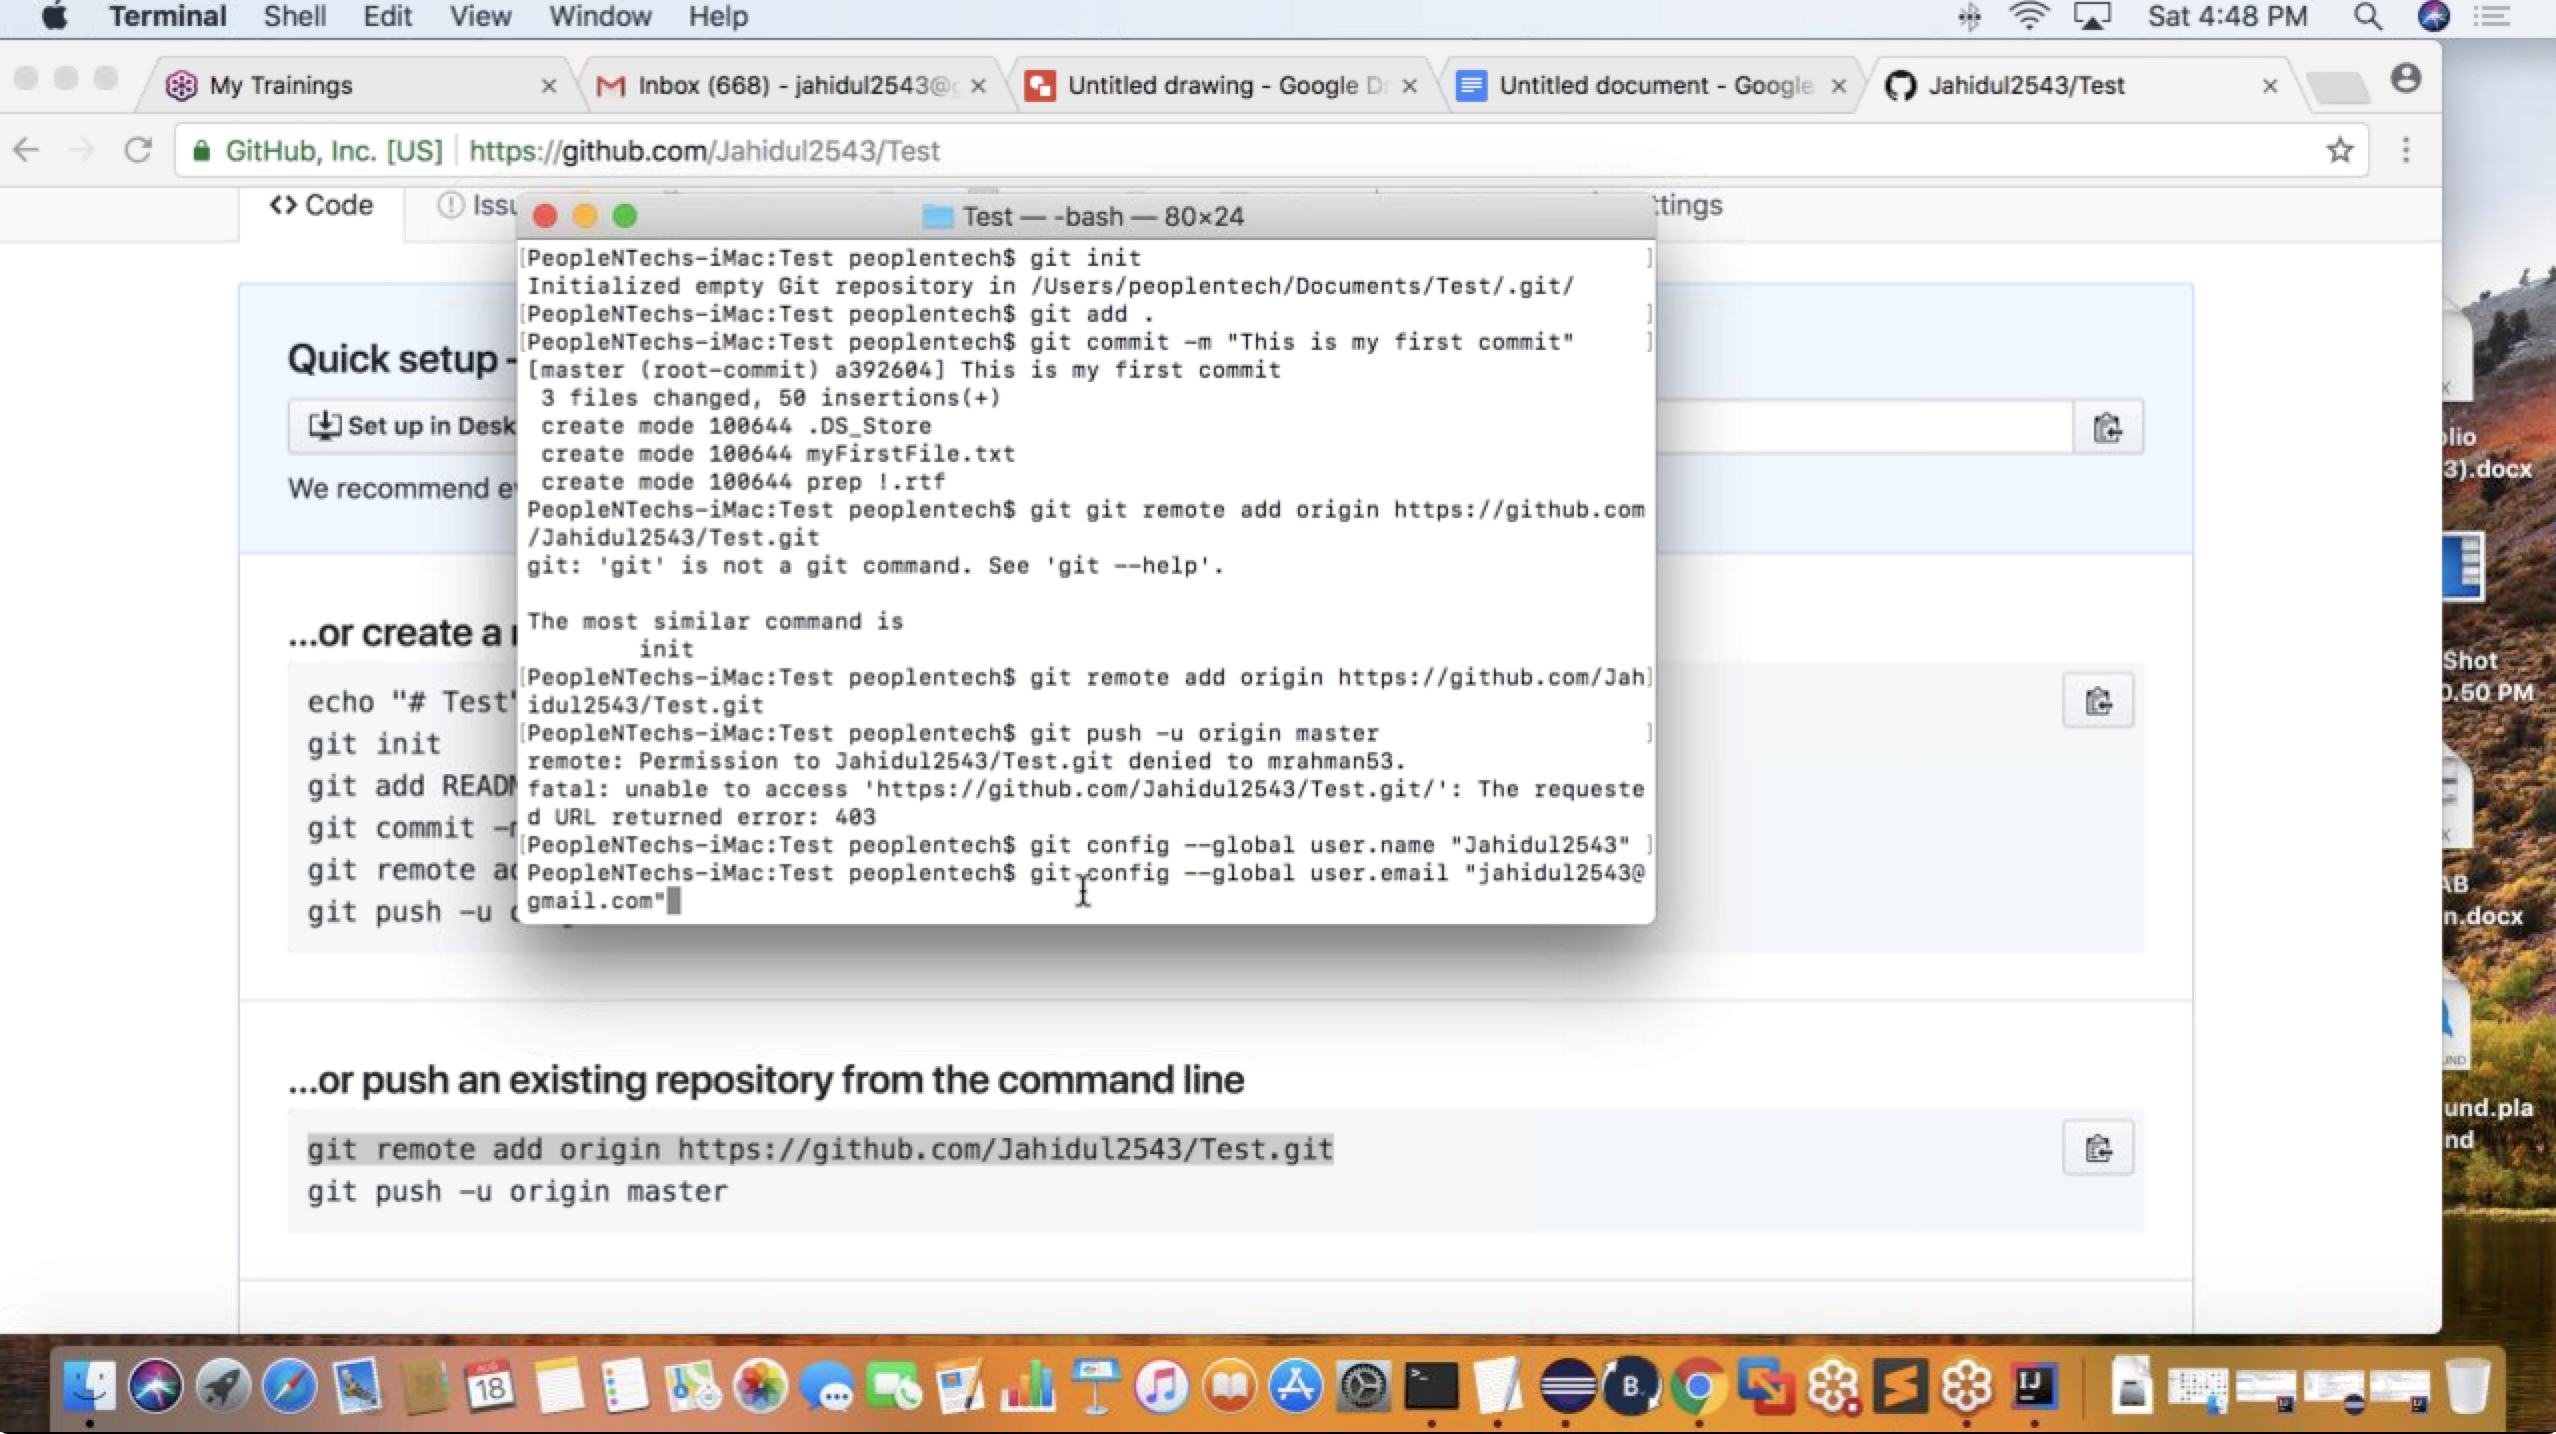 Terminal Shell Edit View Window Help Sat 4:48 PM
My Trainings Inbox (668) - jahidul2543@ Untitled drawing - Google Untitled document - Google Jahidul2543/Test
GitHub, Inc. [US] https://github.com/Jahidul2543/Test
<> Code Issu ttings
Test — -bash — 80×24
PeopleNTechs-iMac:Test peoplentech$ git init
Initialized empty Git repository in /Users/peoplentech/Documents/Test/.git/
PeopleNTechs-iMac:Test peoplentech$ git add .
PeopleNTechs-iMac:Test peoplentech$ git commit -m "This is my first commit"
[master (root-commit) a392604] This is my first commit
3 files changed, 50 insertions(+)
create mode 100644 .DS_Store
create mode 100644 myFirstFile.txt
create mode 100644 prep !.rtf
PeopleNTechs-iMac:Test peoplentech$ git git remote add origin https://github.com
/Jahidul2543/Test.git
git: 'git' is not a git command. See 'git --help'.
The most similar command is
init
PeopleNTechs-iMac:Test peoplentech$ git remote add origin https://github.com/Jah
idul2543/Test.git
PeopleNTechs-iMac:Test peoplentech$ git push -u origin master
remote: Permission to Jahidul2543/Test.git denied to mrahman53.
fatal: unable to access 'https://github.com/Jahidul2543/Test.git/': The requeste
d URL returned error: 403
PeopleNTechs-iMac:Test peoplentech$ git config --global user.name "Jahidul2543"
PeopleNTechs-iMac:Test peoplentech$ git config --global user.email "jahidul2543@
gmail.com"
Quick setup -
Set up in Desk
We recommend e
...or create a
echo "# Test"
git init
git add READM
git commit -m
git remote ad
git push -u o
...or push an existing repository from the command line
git remote add origin https://github.com/Jahidul2543/Test.git
git push -u origin master
olio
3).docx
Shot
0.50 PM
AB
n.docx
und.pla
nd
AUG
18
B
IJ